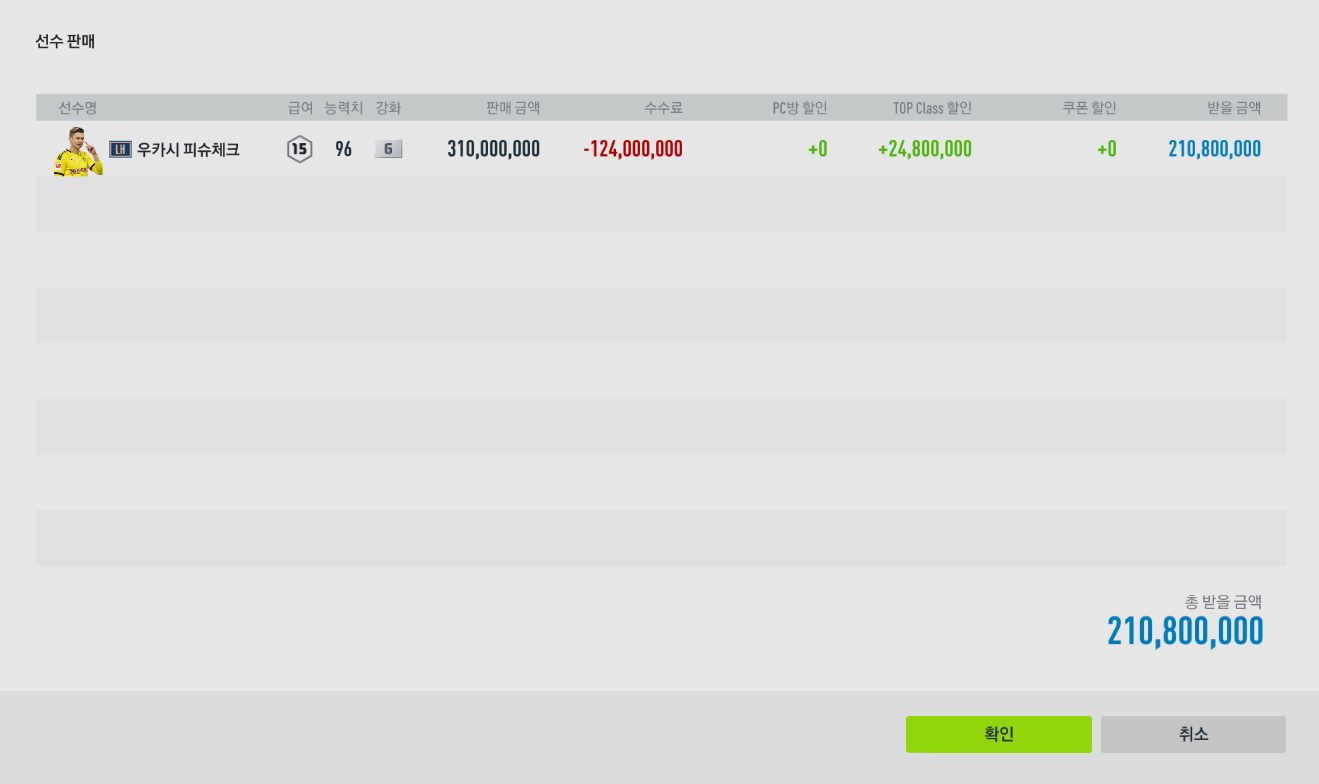 선수 판매
선수명 급여 능력치 강화 판매 금액 수수료 PC방 할인 TOP Class 할인 쿠폰 할인 받을 금액
LH 우카시 피슈체크 15 96 6 310,000,000 -124,000,000 +0 +24,800,000 +0 210,800,000
총 받을 금액
210,800,000
확인 취소